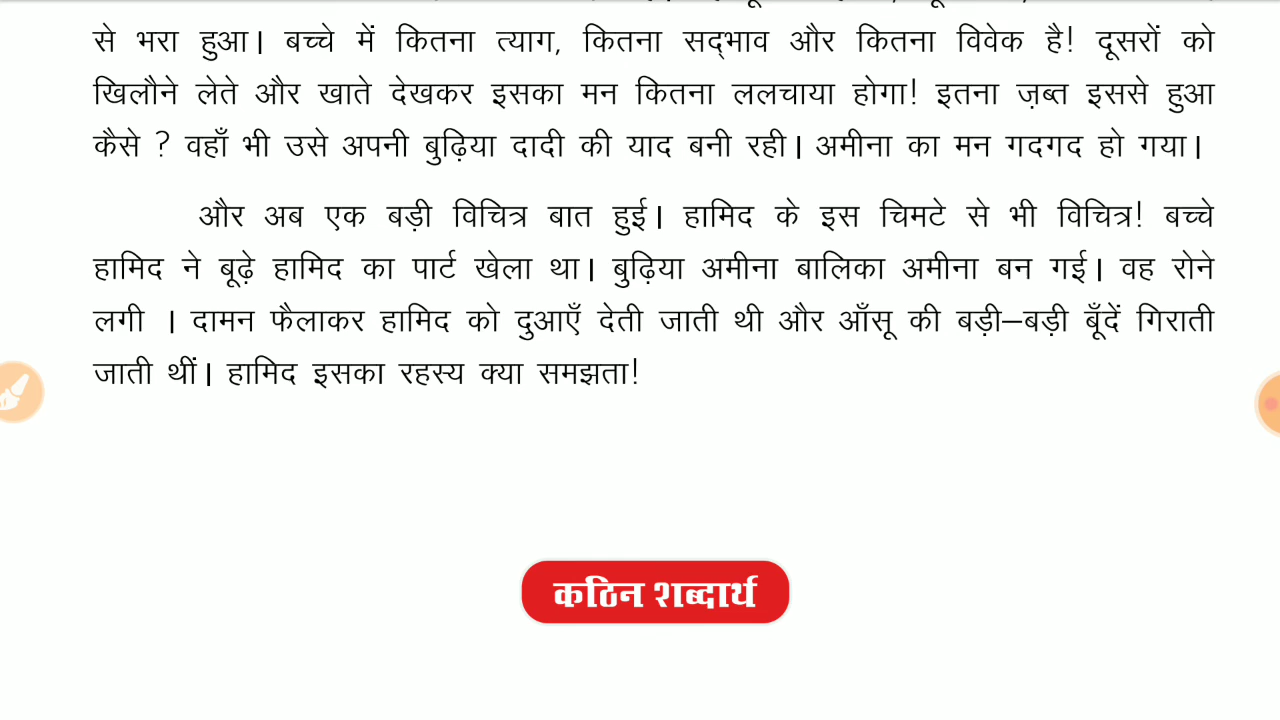 से भरा हुआ। बच्चे में कितना त्याग, कितना सद्भाव और कितना विवेक है! दूसरों को
खिलौने लेते और खाते देखकर इसका मन कितना ललचाया होगा! इतना ज़ब्त इससे हुआ
कैसे ? वहाँ भी उसे अपनी बुढ़िया दादी की याद बनी रही। अमीना का मन गदगद हो गया।
और अब एक बड़ी विचित्र बात हुई। हामिद के इस चिमटे से भी विचित्र! बच्चे
हामिद ने बूढ़े हामिद का पार्ट खेला था। बुढ़िया अमीना बालिका अमीना बन गई। वह रोने
लगी । दामन फैलाकर हामिद को दुआएँ देती जाती थी और आँसू की बड़ी–बड़ी बूँदें गिराती
जाती थीं। हामिद इसका रहस्य क्या समझता!
कठिन शब्दार्थ